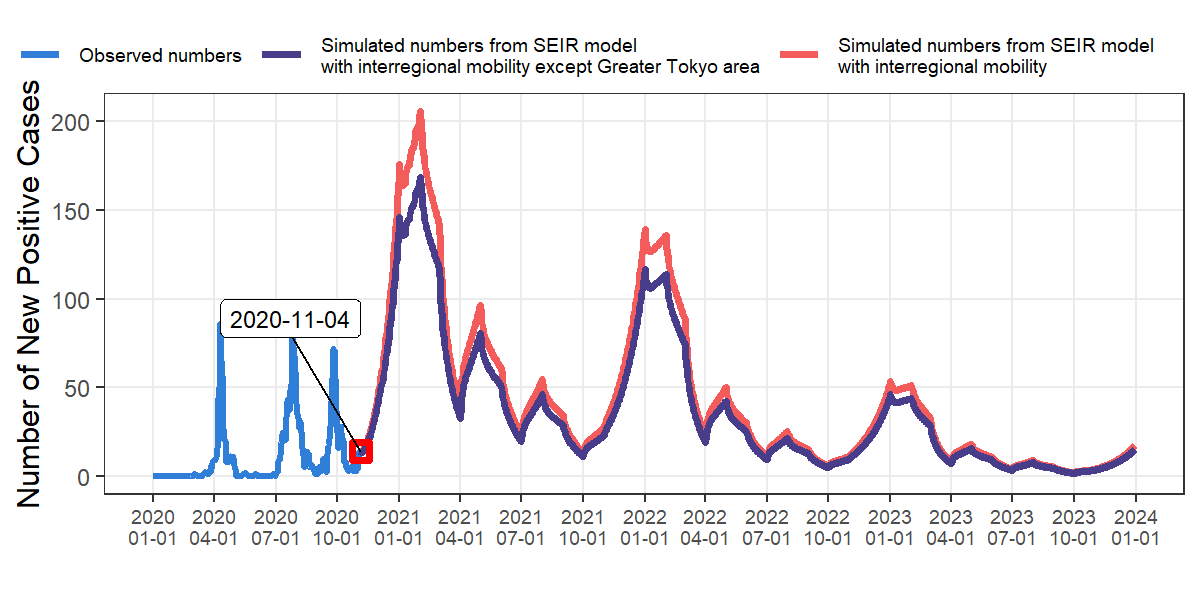 Observed numbers
Simulated numbers from SEIR model
with interregional mobility except Greater Tokyo area
Simulated numbers from SEIR model
with interregional mobility
Number of New Positive Cases
200
150
100
50
0
2020-11-04
2020 2020 2020 2020 2021 2021 2021 2021 2022 2022 2022 2022 2023 2023 2023 2023 2024
01-01 04-01 07-01 10-01 01-01 04-01 07-01 10-01 01-01 04-01 07-01 10-01 01-01 04-01 07-01 10-01 01-01